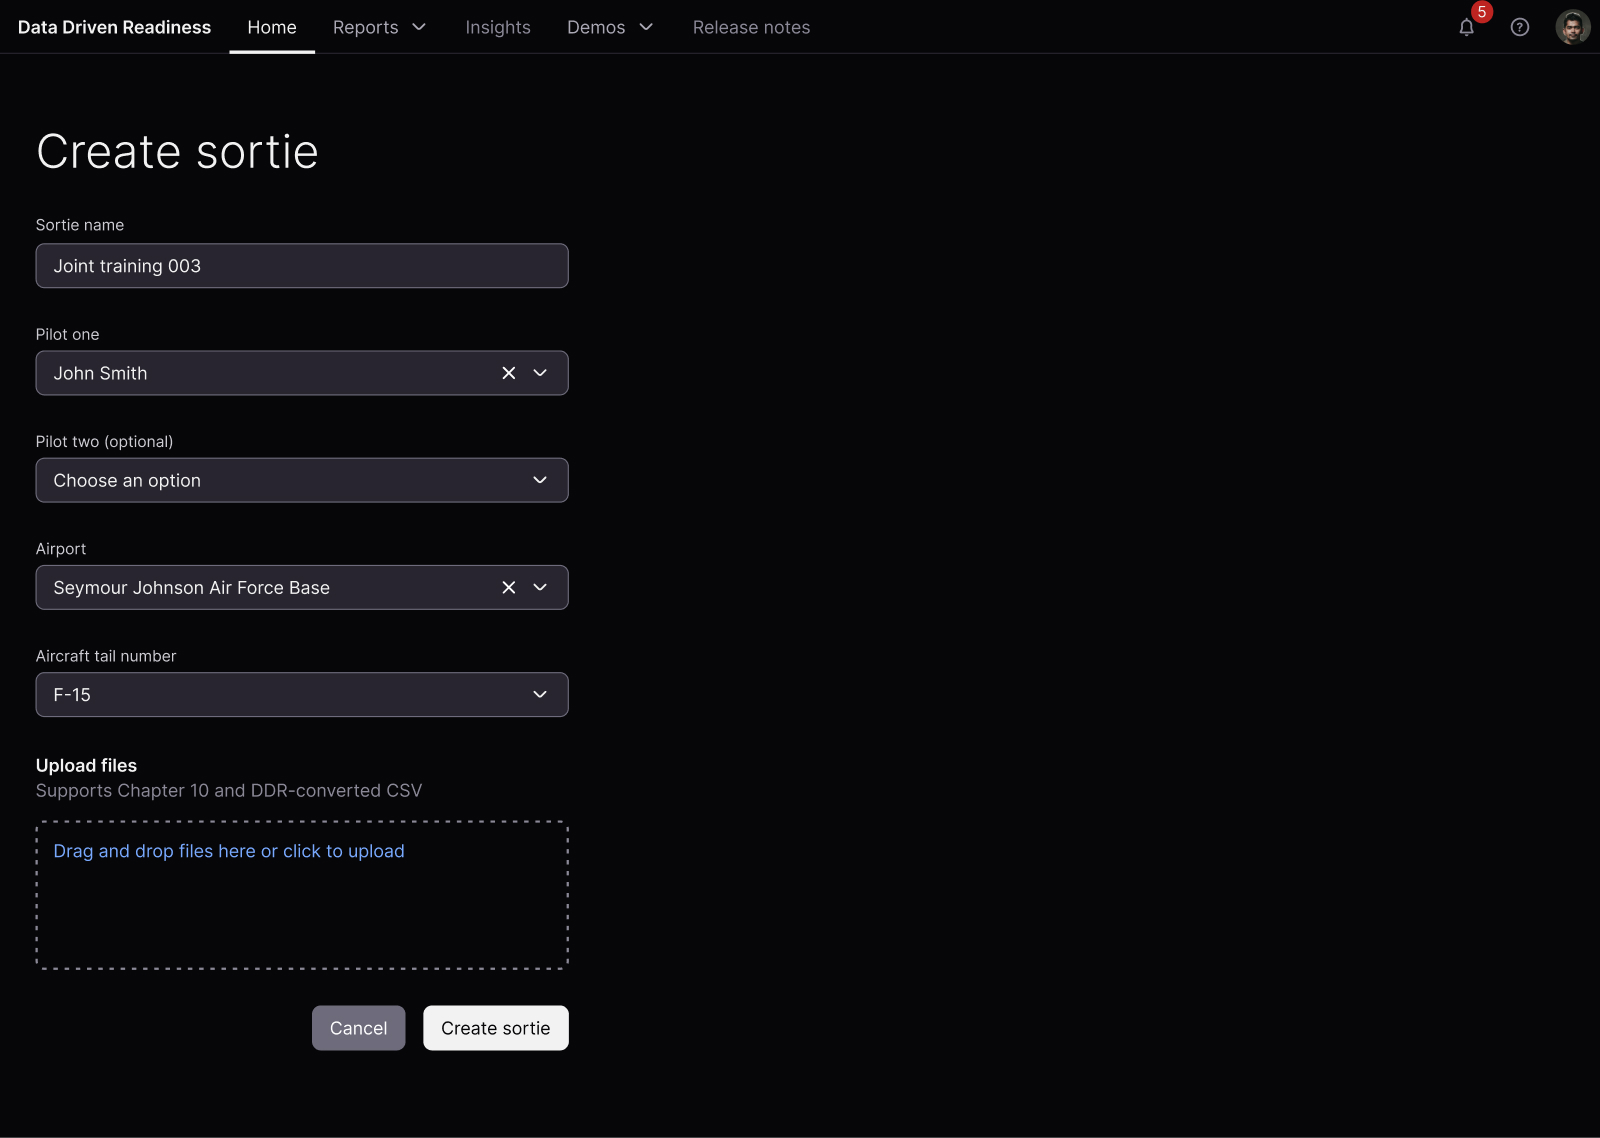 Data Driven Readiness Home Reports Insights Demos Release notes 5
Create sortie
Sortie name
Joint training 003
Pilot one
John Smith
Pilot two (optional)
Choose an option
Airport
Seymour Johnson Air Force Base
Aircraft tail number
F-15
Upload files
Supports Chapter 10 and DDR-converted CSV
Drag and drop files here or click to upload
Cancel Create sortie